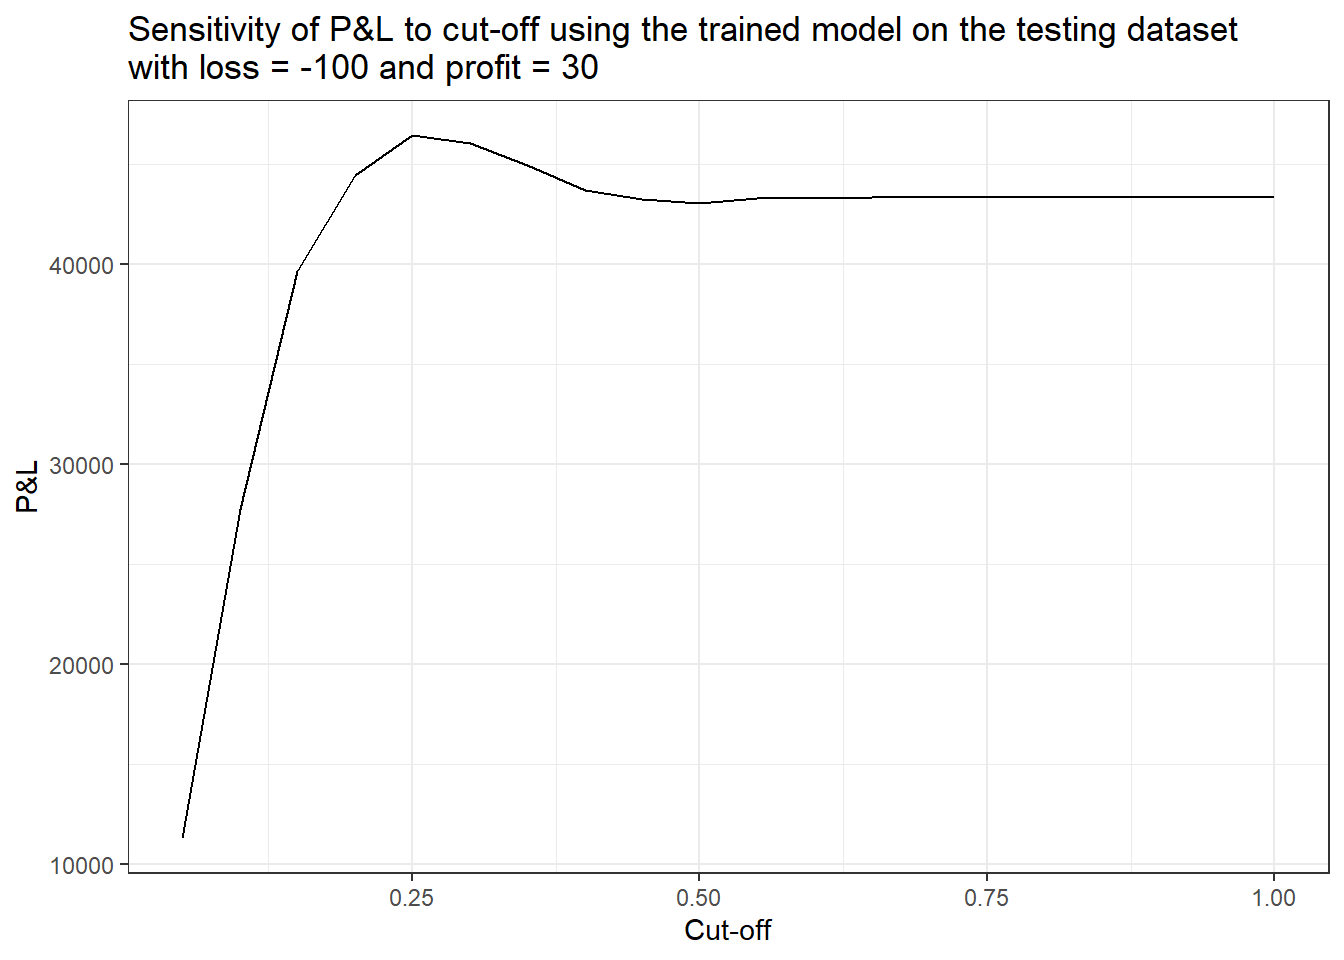 Sensitivity of P&L to cut-off using the trained model on the testing dataset
with loss = -100 and profit = 30
P&L
40000
30000
20000
10000
0.25
0.50
0.75
1.00
Cut-off